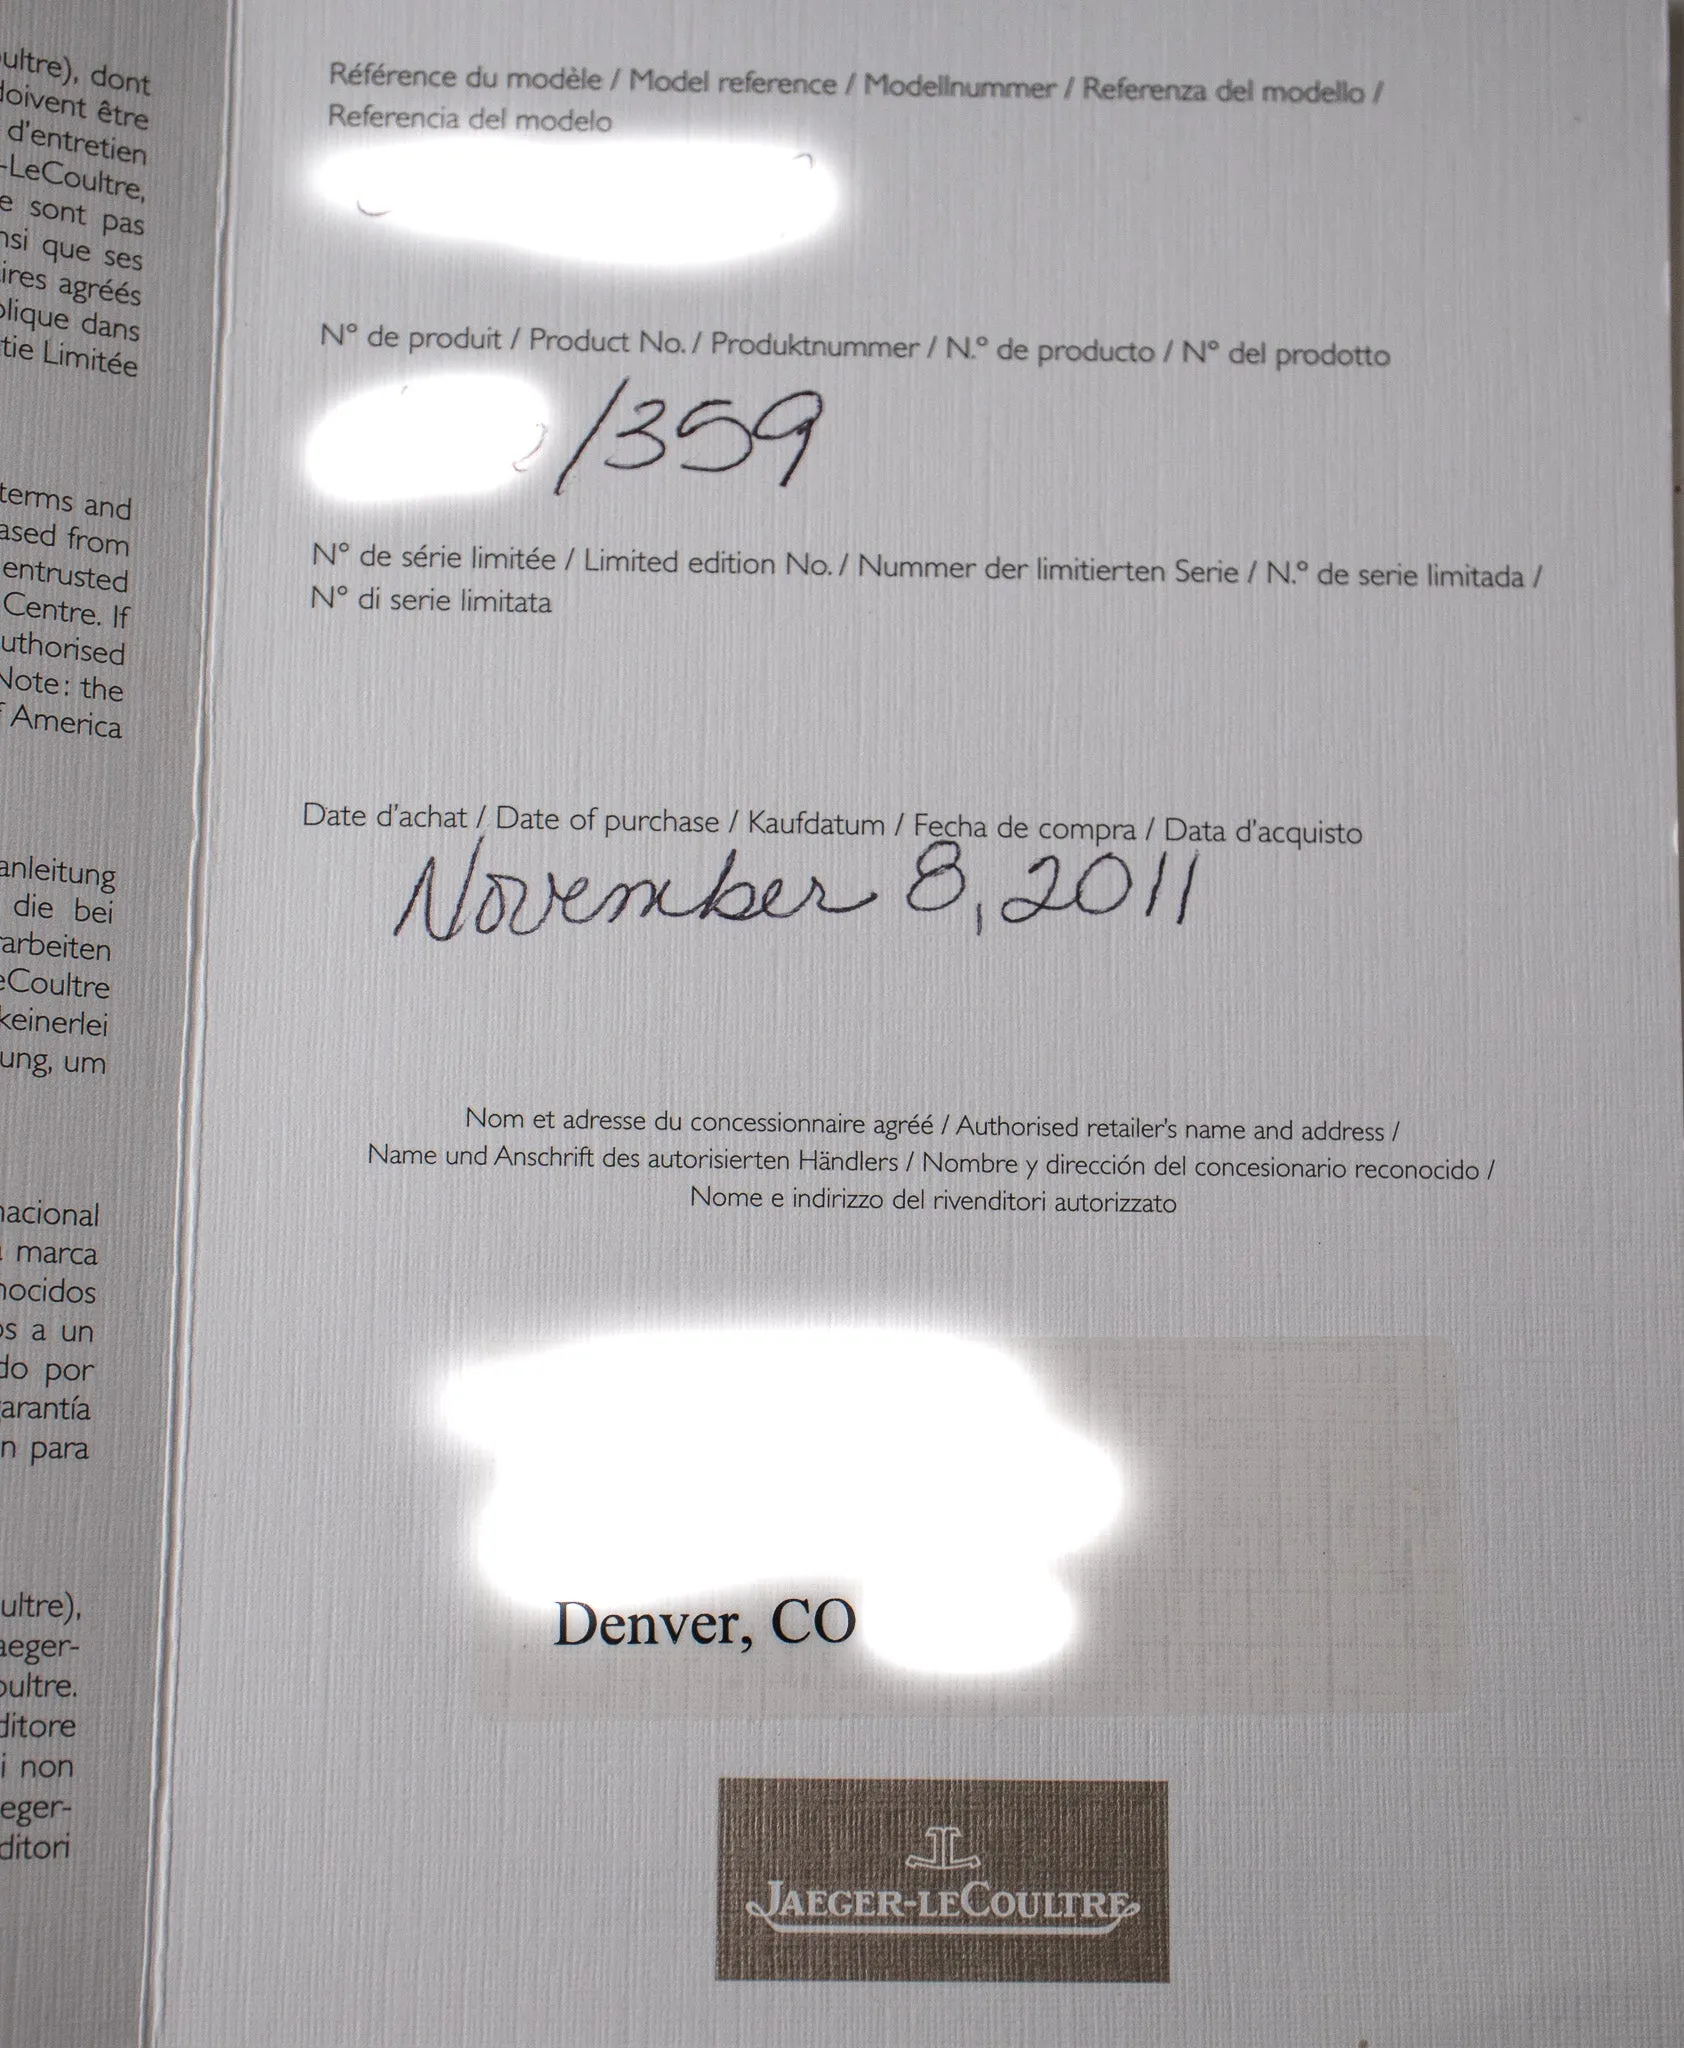 oultre), dont
doivent être
d'entretien
-LeCoultre,
e sont pas
nsi que ses
ires agréés
plique dans
tie Limitée
terms and
ased from
entrusted
Centre. If
uthorised
Note: the
f America
anleitung
die bei
rarbeiten
eCoultre
keinerlei
ung, um
nacional
a marca
nocidos
os a un
do por
garantía
n para
ultre),
aeger-
oultre.
ditore
i non
eger-
ditori
Référence du modèle / Model reference / Modellnummer / Referenza del modello /
Referencia del modelo
N° de produit / Product No. / Produktnummer / N.° de producto / N° del prodotto
/359
N° de série limitée / Limited edition No. / Nummer der limitierten Serie / N.° de serie limitada /
N° di serie limitata
Date d'achat / Date of purchase / Kaufdatum / Fecha de compra / Data d'acquisto
November 8, 2011
Nom et adresse du concessionnaire agréé / Authorised retailer's name and address /
Name und Anschrift des autorisierten Händlers / Nombre y dirección del concesionario reconocido /
Nome e indirizzo del rivenditori autorizzato
Denver, CO
JAEGER-LECOULTRE